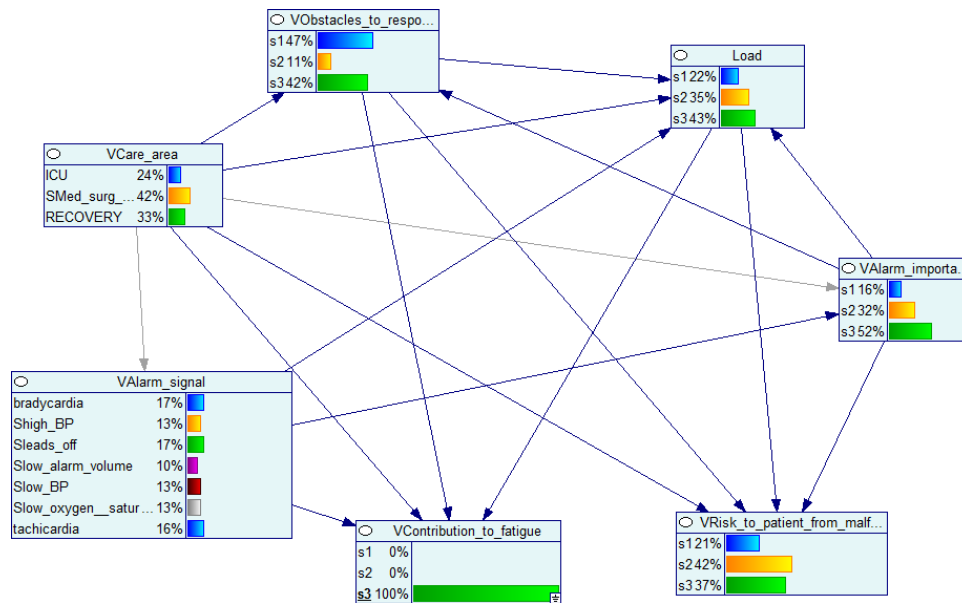 VObstacles_to_respo...
s1 47%
s2 11%
s3 42%
Load
s1 22%
s2 35%
s3 43%
VCare_area
ICU 24%
SMed_surg_... 42%
RECOVERY 33%
VAlarm_importa...
s1 16%
s2 32%
s3 52%
VAlarm_signal
bradycardia 17%
Shigh_BP 13%
Sleads_off 17%
Slow_alarm_volume 10%
Slow_BP 13%
Slow_oxygen__satur... 13%
tachicardia 16%
VContribution_to_fatigue
s1 0%
s2 0%
s3 100%
VRisk_to_patient_from_malf...
s1 21%
s2 42%
s3 37%